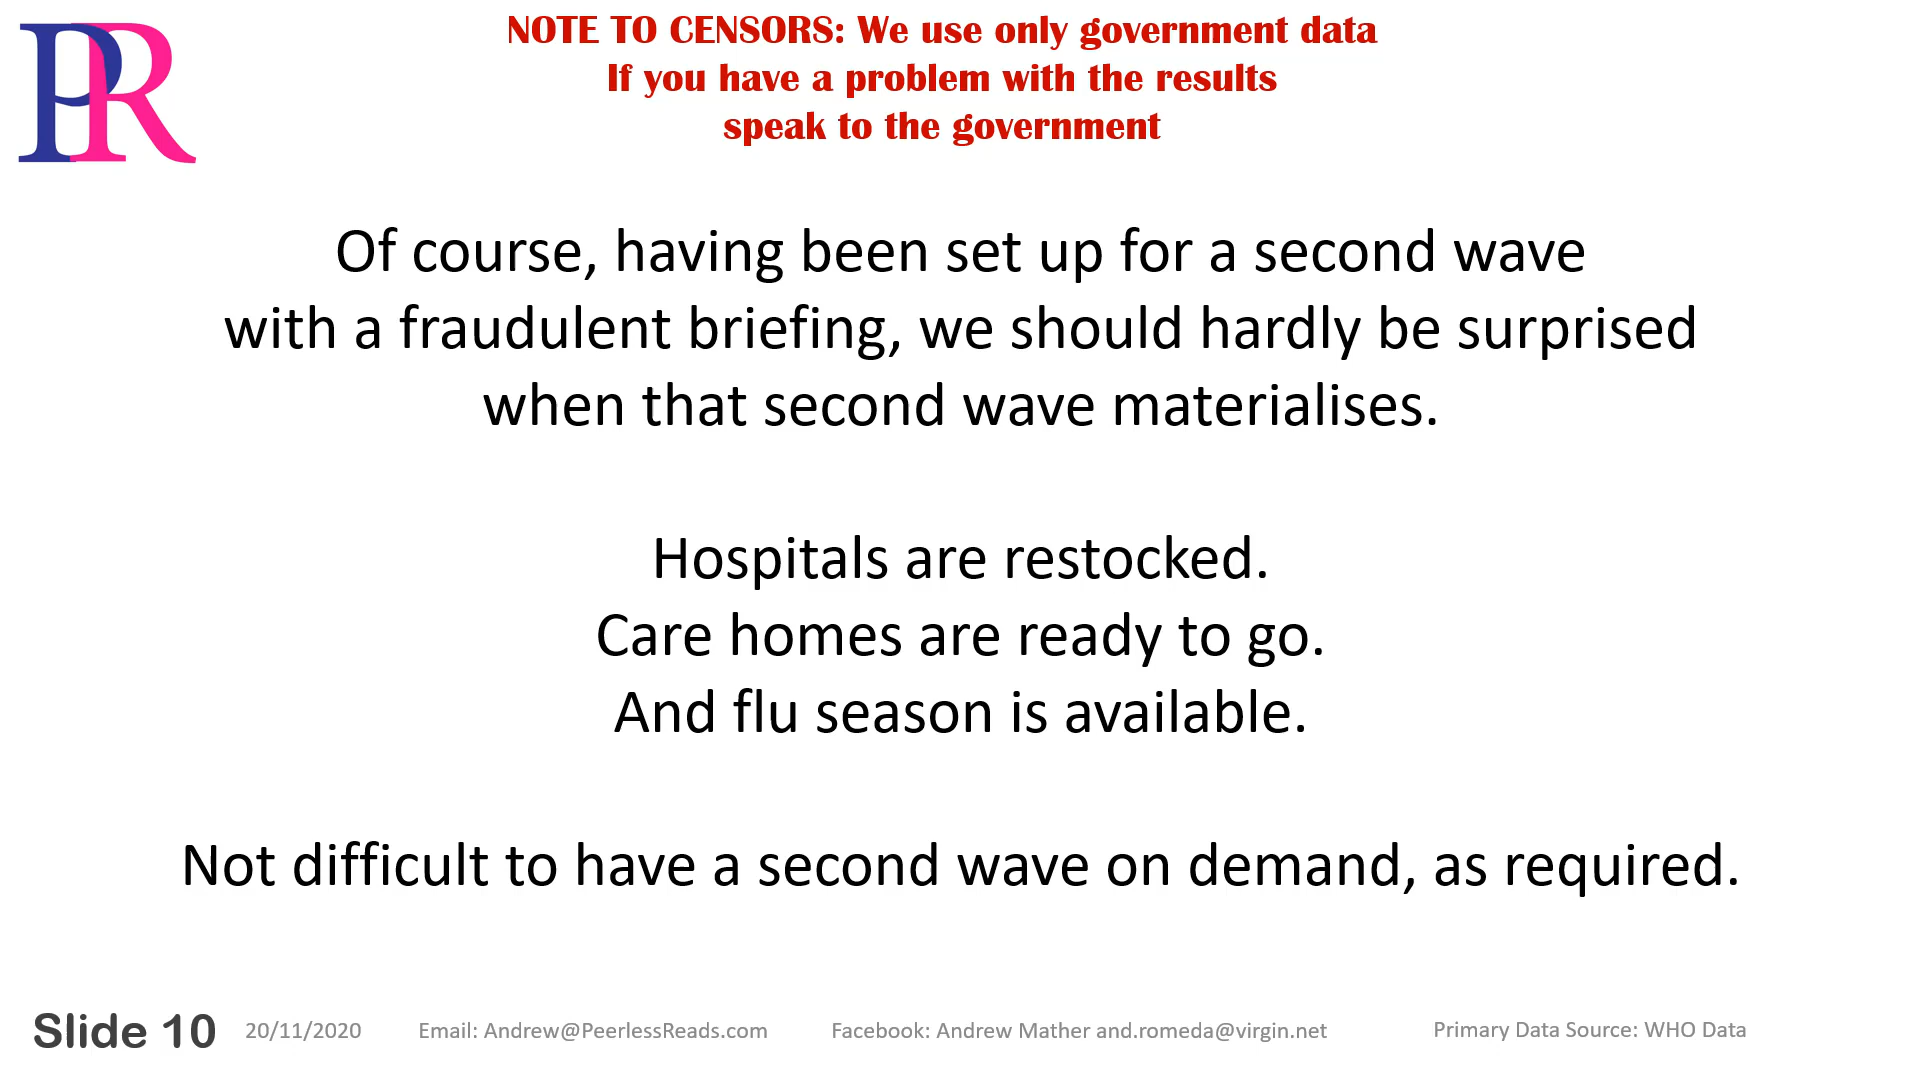 PR
NOTE TO CENSORS: We use only government data
If you have a problem with the results
speak to the government
Of course, having been set up for a second wave
with a fraudulent briefing, we should hardly be surprised
when that second wave materialises.
Hospitals are restocked.
Care homes are ready to go.
And flu season is available.
Not difficult to have a second wave on demand, as required.
Slide 10 20/11/2020 Email: Andrew@PeerlessReads.com Facebook: Andrew Mather and.romeda@virgin.net Primary Data Source: WHO Data